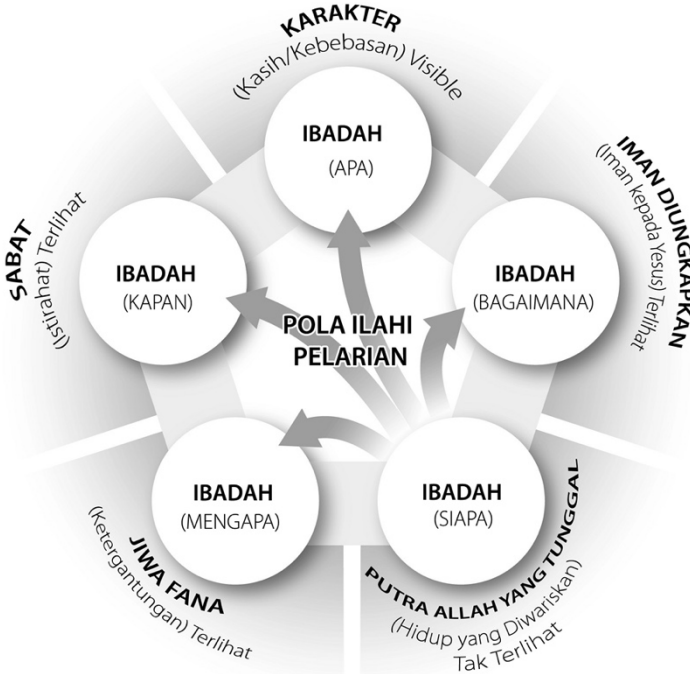 KARAKTER
(Kasih/Kebebasan) Visible
IBADAH
(APA)
IMAN DIUNGKAPKAN
(Iman kepada Yesus) Terlihat
IBADAH
(BAGAIMANA)
SABAT
(Istirahat) Terlihat
IBADAH
(KAPAN)
POLA ILAHI
PELARIAN
IBADAH
(MENGAPA)
JIWA FANA
(Ketergantungan) Terlihat
IBADAH
(SIAPA)
PUTRA ALLAH YANG TUNGGAL
(Hidup yang Diwariskan)
Tak Terlihat